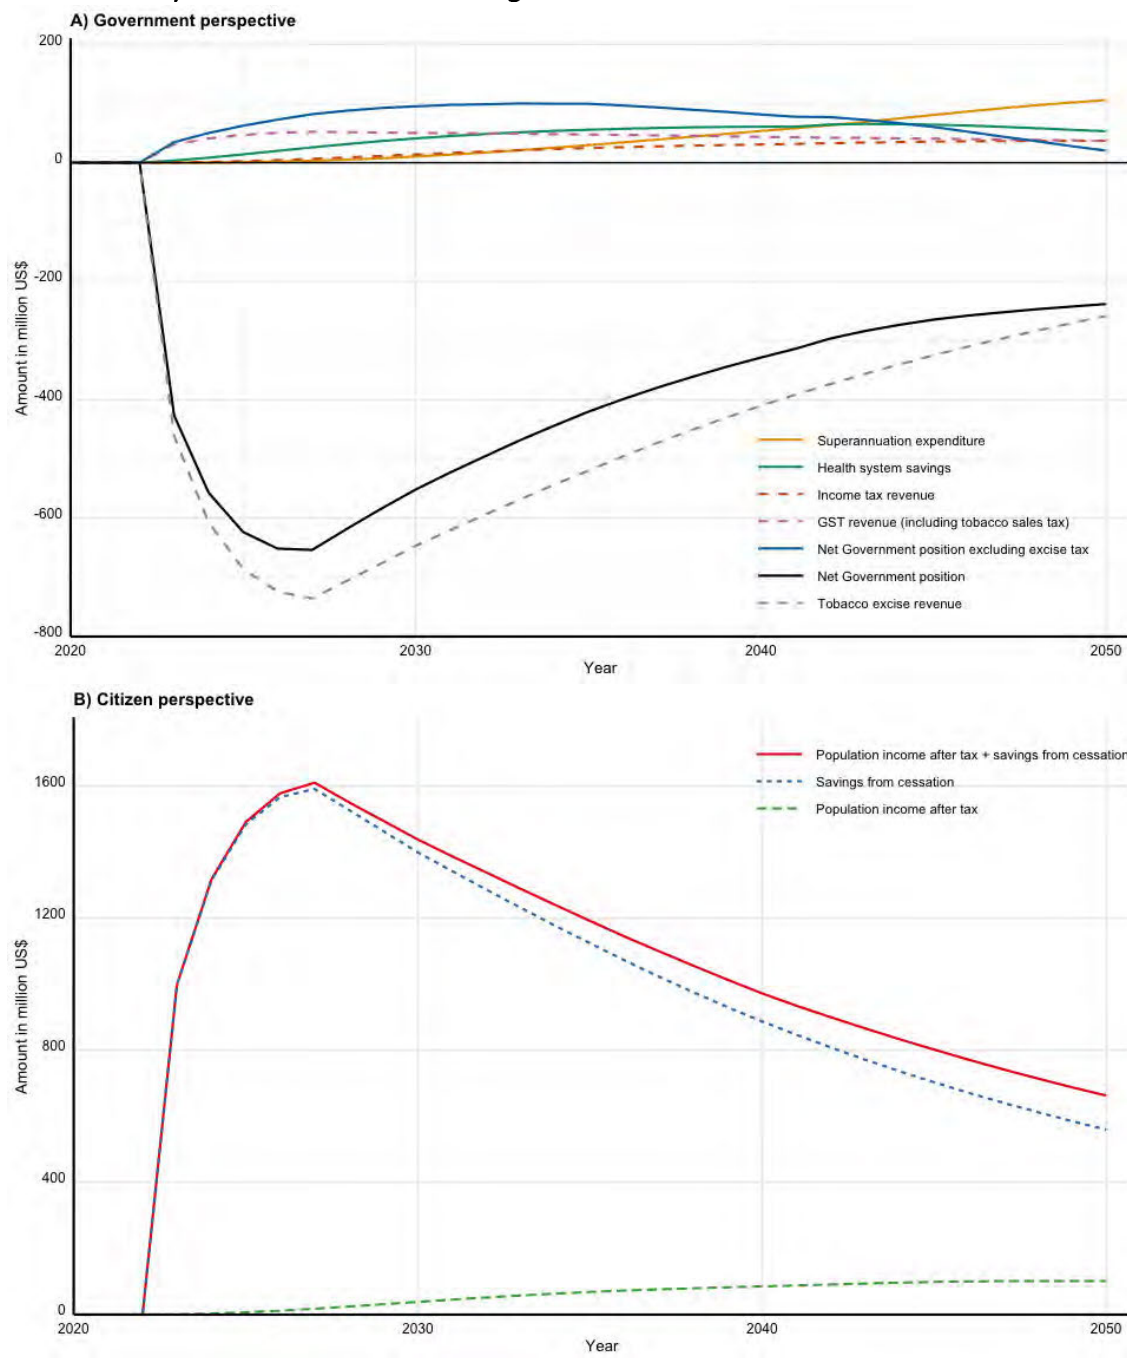 A) Government perspective
200
0
-200
-400
-600
-800
Amount in million US$
Superannuation expenditure
Health system savings
Income tax revenue
GST revenue (including tobacco sales tax)
Net Government position excluding excise tax
Net Government position
Tobacco excise revenue
2020 2030 2040 2050
Year
B) Citizen perspective
1600
1200
800
400
0
Amount in million US$
Population income after tax + savings from cessation
Savings from cessation
Population income after tax
2020 2030 2040 2050
Year